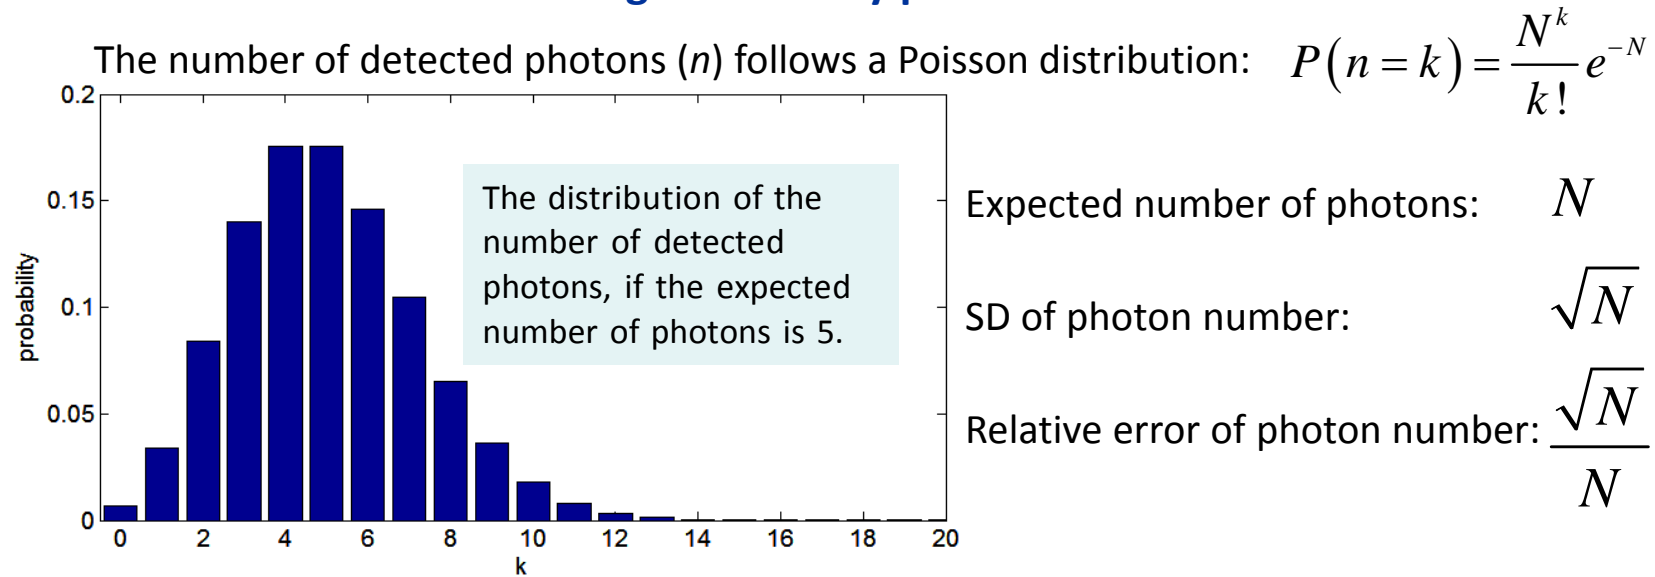 The number of detected photons (n) follows a Poisson distribution: P(n = k) = N^k / k! e^{-N}
0.2
0.15
0.1
0.05
0
probability
The distribution of the
number of detected
photons, if the expected
number of photons is 5.
0 2 4 6 8 10 12 14 16 18 20
k
Expected number of photons: N
SD of photon number: √N
Relative error of photon number: √N / N